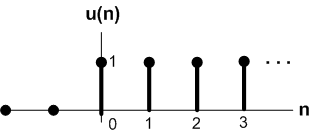 u(n)
1
. . .
n
0 1 2 3